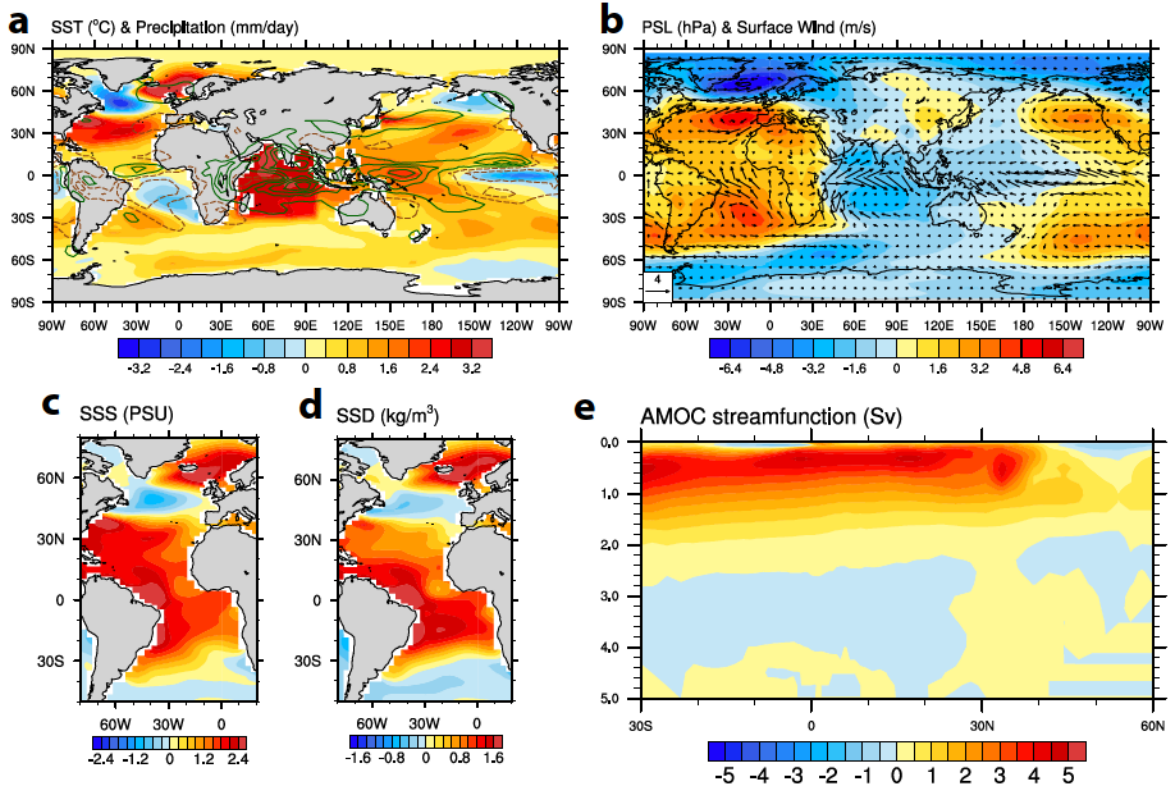 a SST (°C) & Precipitation (mm/day)
90N
60N
30N
0
30S
60S
90S
90W 60W 30W 0 30E 60E 90E 120E 150E 180 150W 120W 90W
-3.2 -2.4 -1.6 -0.8 0 0.8 1.6 2.4 3.2
b PSL (hPa) & Surface Wind (m/s)
90N
60N
30N
0
30S
60S
4
90S
90W 60W 30W 0 30E 60E 90E 120E 150E 180 150W 120W 90W
-6.4 -4.8 -3.2 -1.6 0 1.6 3.2 4.8 6.4
c SSS (PSU)
60N
30N
0
30S
60W 30W 0
-2.4 -1.2 0 1.2 2.4
d SSD (kg/m³)
60N
30N
0
30S
60W 30W 0
-1.6 -0.8 0 0.8 1.6
e AMOC streamfunction (Sv)
0.0
1.0
2.0
3.0
4.0
5.0
30S 0 30N 60N
-5 -4 -3 -2 -1 0 1 2 3 4 5